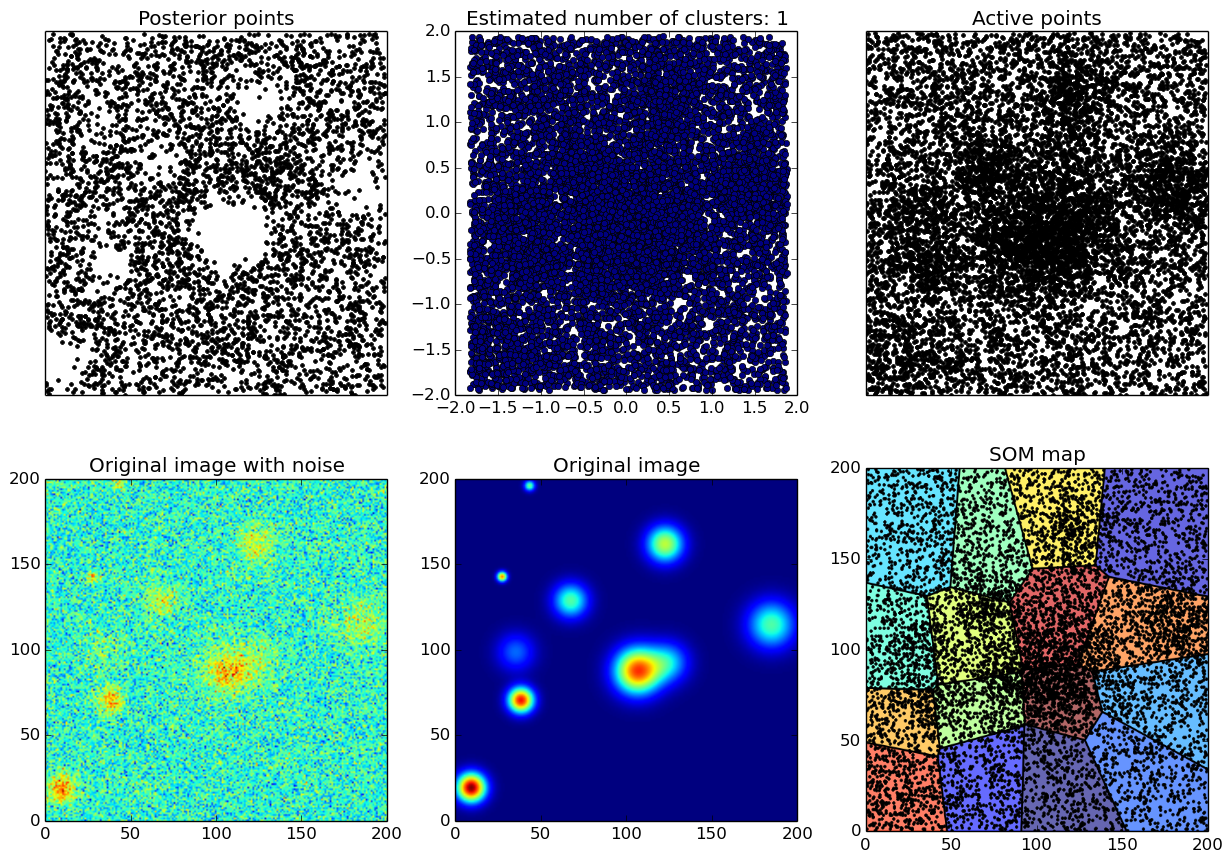 Posterior points
Estimated number of clusters: 1
Active points
2.0
1.5
1.0
0.5
0.0
−0.5
−1.0
−1.5
−2.0
−2.0 −1.5 −1.0 −0.5 0.0 0.5 1.0 1.5 2.0
Original image with noise
Original image
SOM map
200
150
100
50
0
0 50 100 150 200
200
150
100
50
0
0 50 100 150 200
200
150
100
50
0
0 50 100 150 200